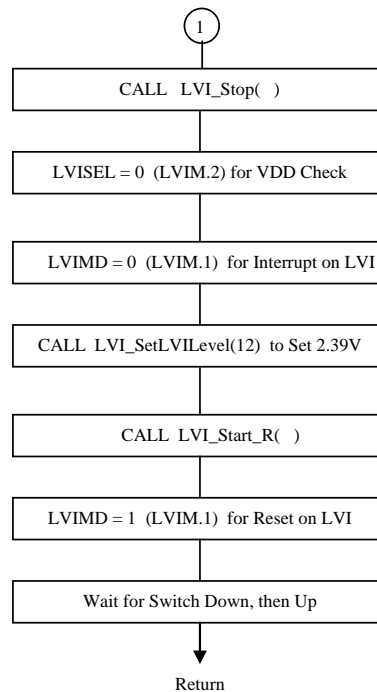 1
CALL LVI_Stop( )
LVISEL = 0 (LVIM.2) for VDD Check
LVIMD = 0 (LVIM.1) for Interrupt on LVI
CALL LVI_SetLVILevel(12) to Set 2.39V
CALL LVI_Start_R( )
LVIMD = 1 (LVIM.1) for Reset on LVI
Wait for Switch Down, then Up
Return